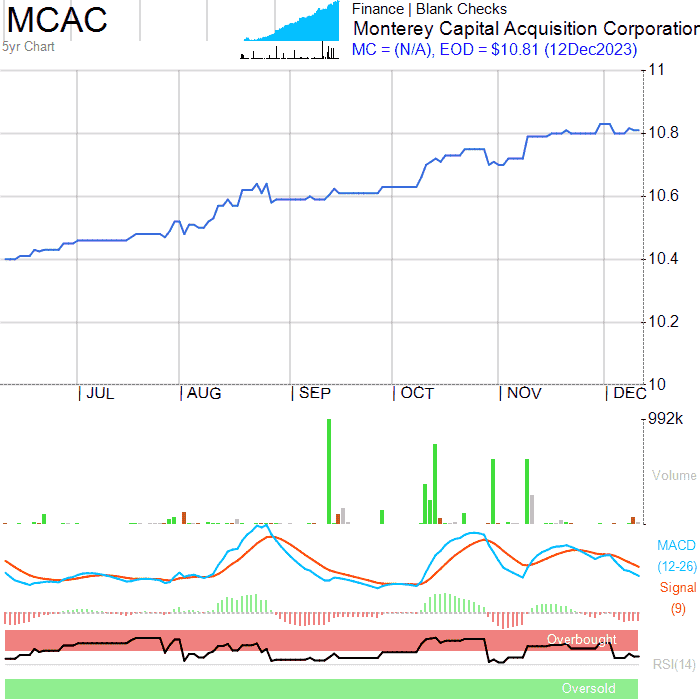 MCAC
5yr Chart
Finance | Blank Checks
Monterey Capital Acquisition Corporation
MC = (N/A), EOD = $10.81 (12Dec2023)
11
10.8
10.6
10.4
10.2
10
JUL AUG SEP OCT NOV DEC
992k
Volume
MACD
(12-26)
Signal
(9)
Overbought
RSI(14)
Oversold